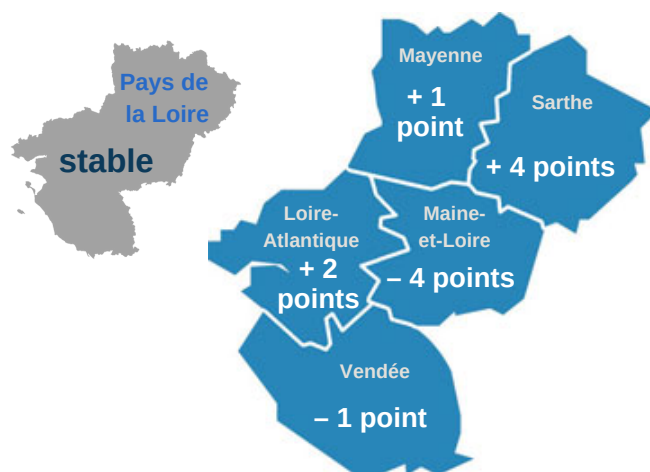 Pays de
la Loire
stable
Mayenne
+ 1
point
Sarthe
+ 4 points
Loire-
Atlantique
+ 2
points
Maine-
et-Loire
– 4 points
Vendée
– 1 point